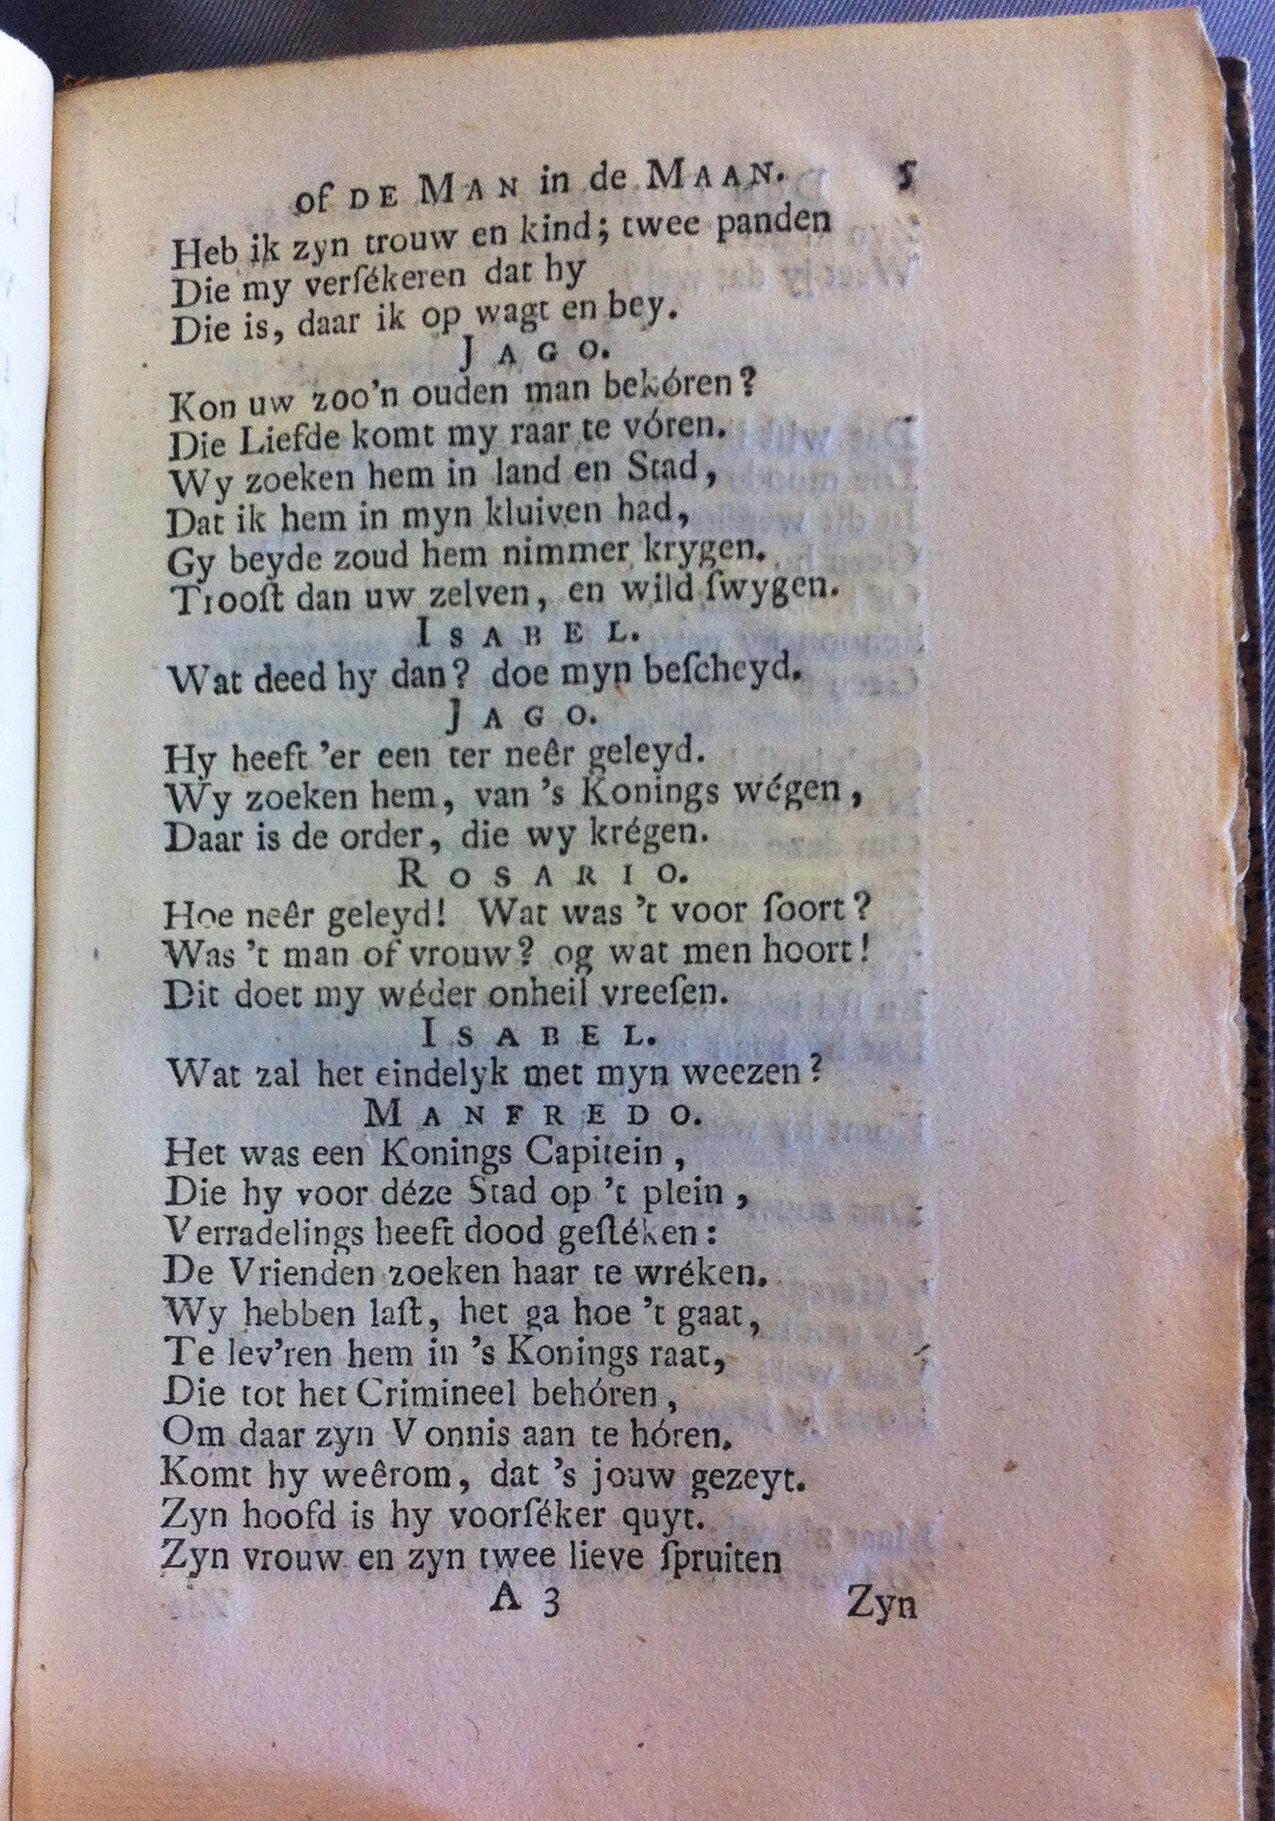 of DE MAN in de MAAN. 5
Heb ik zyn trouw en kind; twee panden
Die my verſékeren dat hy
Die is, daar ik op wagt en bey.
JAGO.
Kon uw zoo'n ouden man bekóren?
Die Liefde komt my raar te vóren.
Wy zoeken hem in land en Stad,
Dat ik hem in myn kluiven had,
Gy beyde zoud hem nimmer krygen.
Trooſt dan uw zelven, en wild ſwygen.
ISABEL.
Wat deed hy dan? doe myn beſcheyd.
JAGO.
Hy heeft 'er een ter neêr geleyd.
Wy zoeken hem, van 's Konings wégen,
Daar is de order, die wy krégen.
ROSARIO.
Hoe neêr geleyd! Wat was 't voor ſoort?
Was 't man of vrouw? og wat men hoort!
Dit doet my wéder onheil vreeſen.
ISABEL.
Wat zal het eindelyk met myn weezen?
MANFREDO.
Het was een Konings Capitein,
Die hy voor déze Stad op 't plein,
Verradelings heeft dood geſtéken:
De Vrienden zoeken haar te wréken.
Wy hebben laſt, het ga hoe 't gaat,
Te lev'ren hem in 's Konings raat,
Die tot het Crimineel behóren,
Om daar zyn Vonnis aan te hóren.
Komt hy weêrom, dat 's jouw gezeyt.
Zyn hoofd is hy voorſéker quyt.
Zyn vrouw en zyn twee lieve ſpruiten
A 3 Zyn